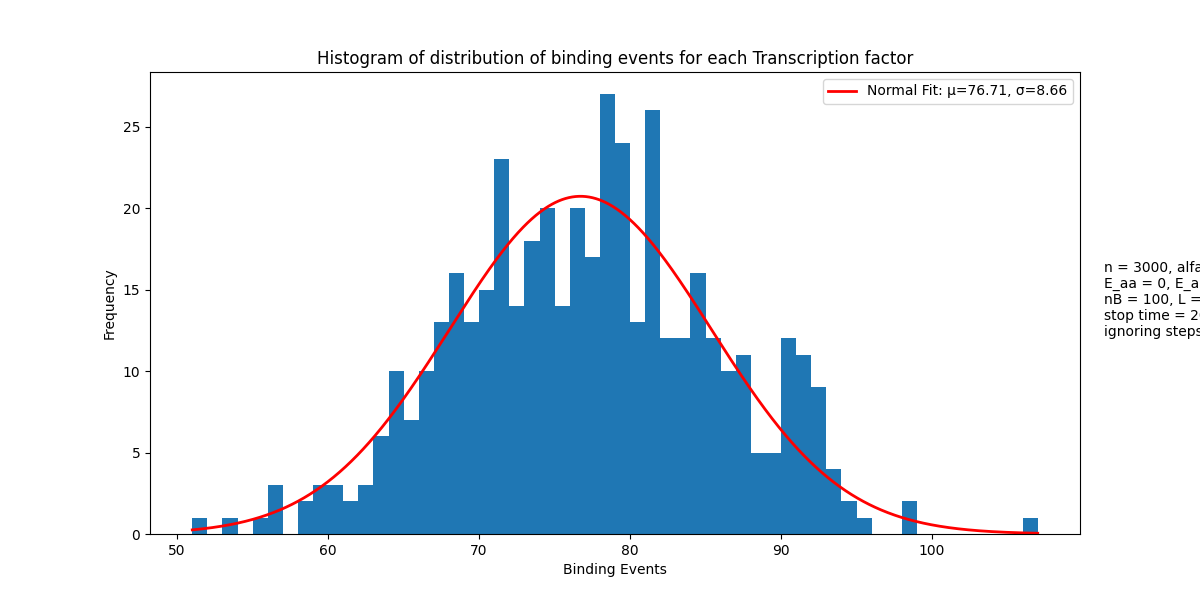 Histogram of distribution of binding events for each Transcription factor
Normal Fit: μ=76.71, σ=8.66
25
20
15
10
5
0
Frequency
50 60 70 80 90 100
Binding Events
n = 3000, alfa
E_aa = 0, E_a
nB = 100, L =
stop time = 2
ignoring steps